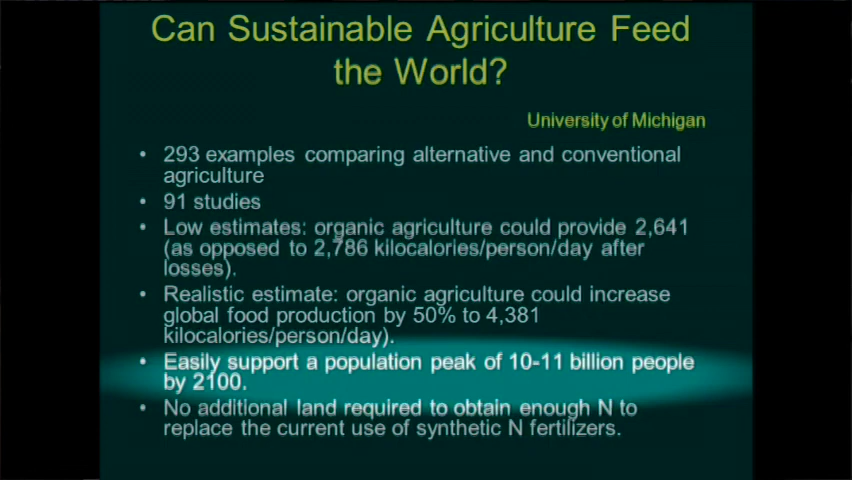 Can Sustainable Agriculture Feed
the World?
University of Michigan
• 293 examples comparing alternative and conventional
agriculture
• 91 studies
• Low estimates: organic agriculture could provide 2,641
(as opposed to 2,786 kilocalories/person/day after
losses).
• Realistic estimate: organic agriculture could increase
global food production by 50% to 4,381
kilocalories/person/day).
• Easily support a population peak of 10-11 billion people
by 2100.
• No additional land required to obtain enough N to
replace the current use of synthetic N fertilizers.